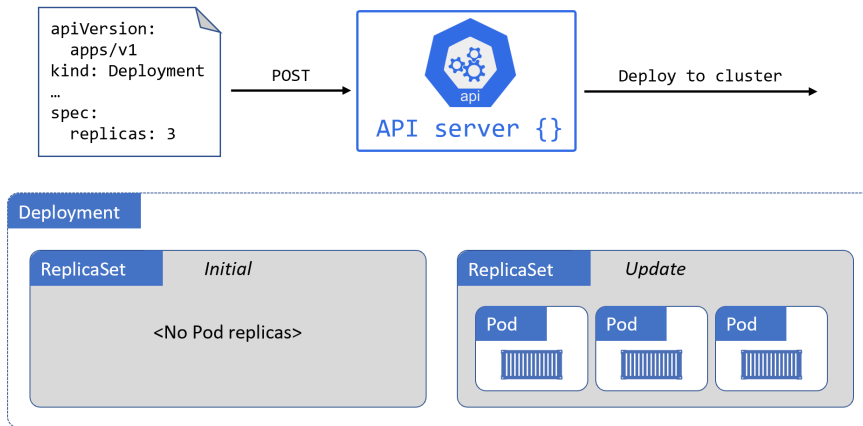 apiVersion:
apps/v1
kind: Deployment
…
spec:
replicas: 3
POST
api
API server {}
Deploy to cluster
Deployment
ReplicaSet
Initial
<No Pod replicas>
ReplicaSet
Update
Pod
Pod
Pod